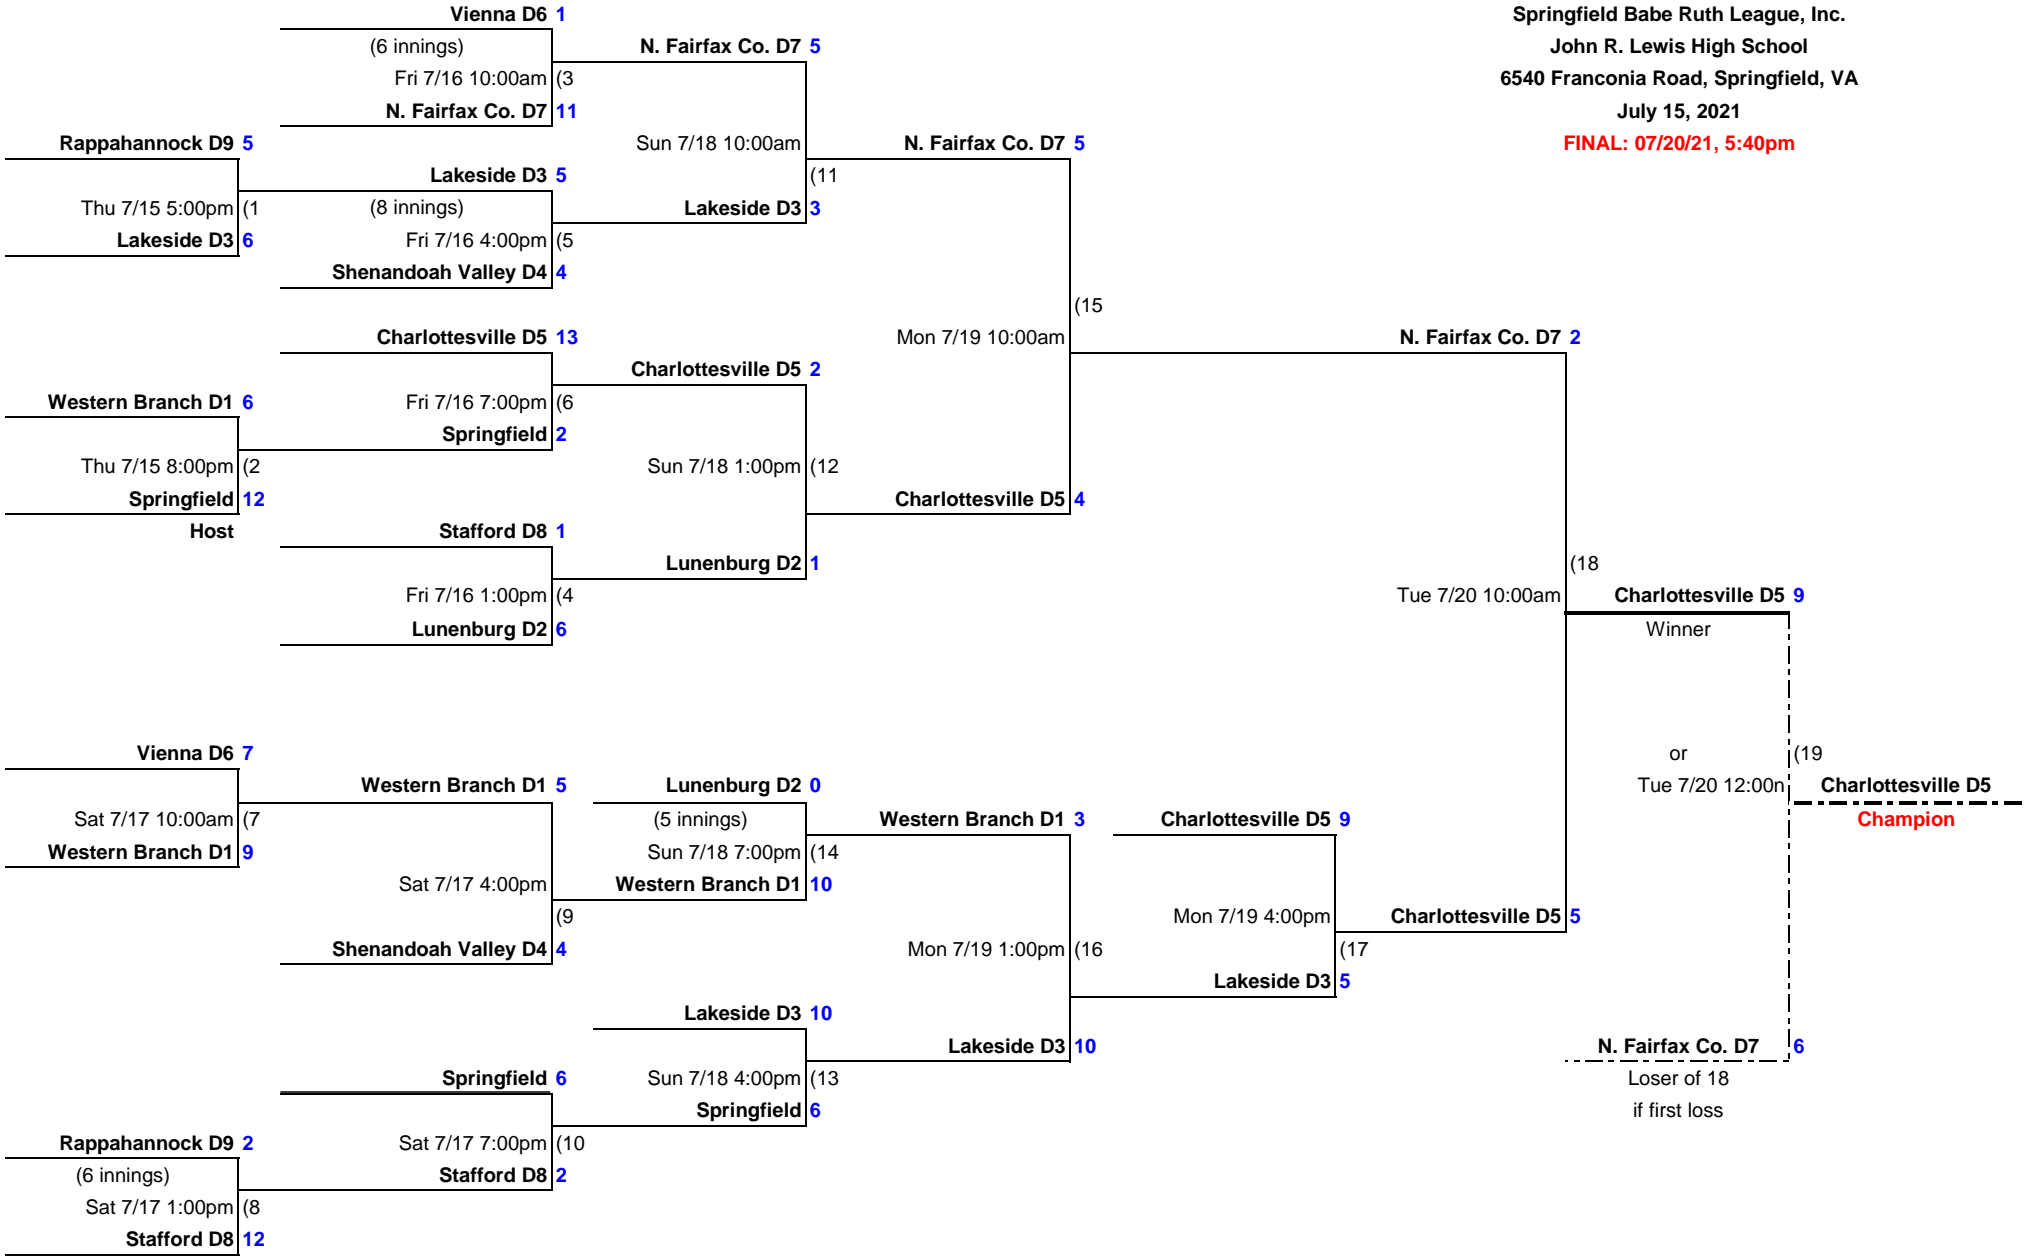 Springfield Babe Ruth League, Inc.
John R. Lewis High School
6540 Franconia Road, Springfield, VA
July 15, 2021
FINAL: 07/20/21, 5:40pm
Vienna D6 1
(6 innings)
Fri 7/16 10:00am (3
N. Fairfax Co. D7 11
Rappahannock D9 5
Thu 7/15 5:00pm (1
Lakeside D3 6
Lakeside D3 5
(8 innings)
Fri 7/16 4:00pm (5
Shenandoah Valley D4 4
N. Fairfax Co. D7 5
Sun 7/18 10:00am
(11
Lakeside D3 3
Charlottesville D5 13
Fri 7/16 7:00pm (6
Springfield 2
Western Branch D1 6
Thu 7/15 8:00pm (2
Springfield 12
Host
Stafford D8 1
Fri 7/16 1:00pm (4
Lunenburg D2 6
Charlottesville D5 2
Sun 7/18 1:00pm (12
Lunenburg D2 1
N. Fairfax Co. D7 5
(15
Mon 7/19 10:00am
Charlottesville D5 4
N. Fairfax Co. D7 2
(18
Tue 7/20 10:00am
Charlottesville D5 9
Winner
Vienna D6 7
Sat 7/17 10:00am (7
Western Branch D1 9
Western Branch D1 5
Sat 7/17 4:00pm
(9
Shenandoah Valley D4 4
Lunenburg D2 0
(5 innings)
Sun 7/18 7:00pm (14
Western Branch D1 10
Rappahannock D9 2
(6 innings)
Sat 7/17 1:00pm (8
Stafford D8 12
Springfield 6
Sat 7/17 7:00pm (10
Stafford D8 2
Lakeside D3 10
Sun 7/18 4:00pm (13
Springfield 6
Western Branch D1 3
Mon 7/19 1:00pm (16
Lakeside D3 10
Charlottesville D5 9
Mon 7/19 4:00pm
(17
Lakeside D3 5
Charlottesville D5 5
or
(19
Tue 7/20 12:00n
Charlottesville D5
Champion
N. Fairfax Co. D7 6
Loser of 18
if first loss